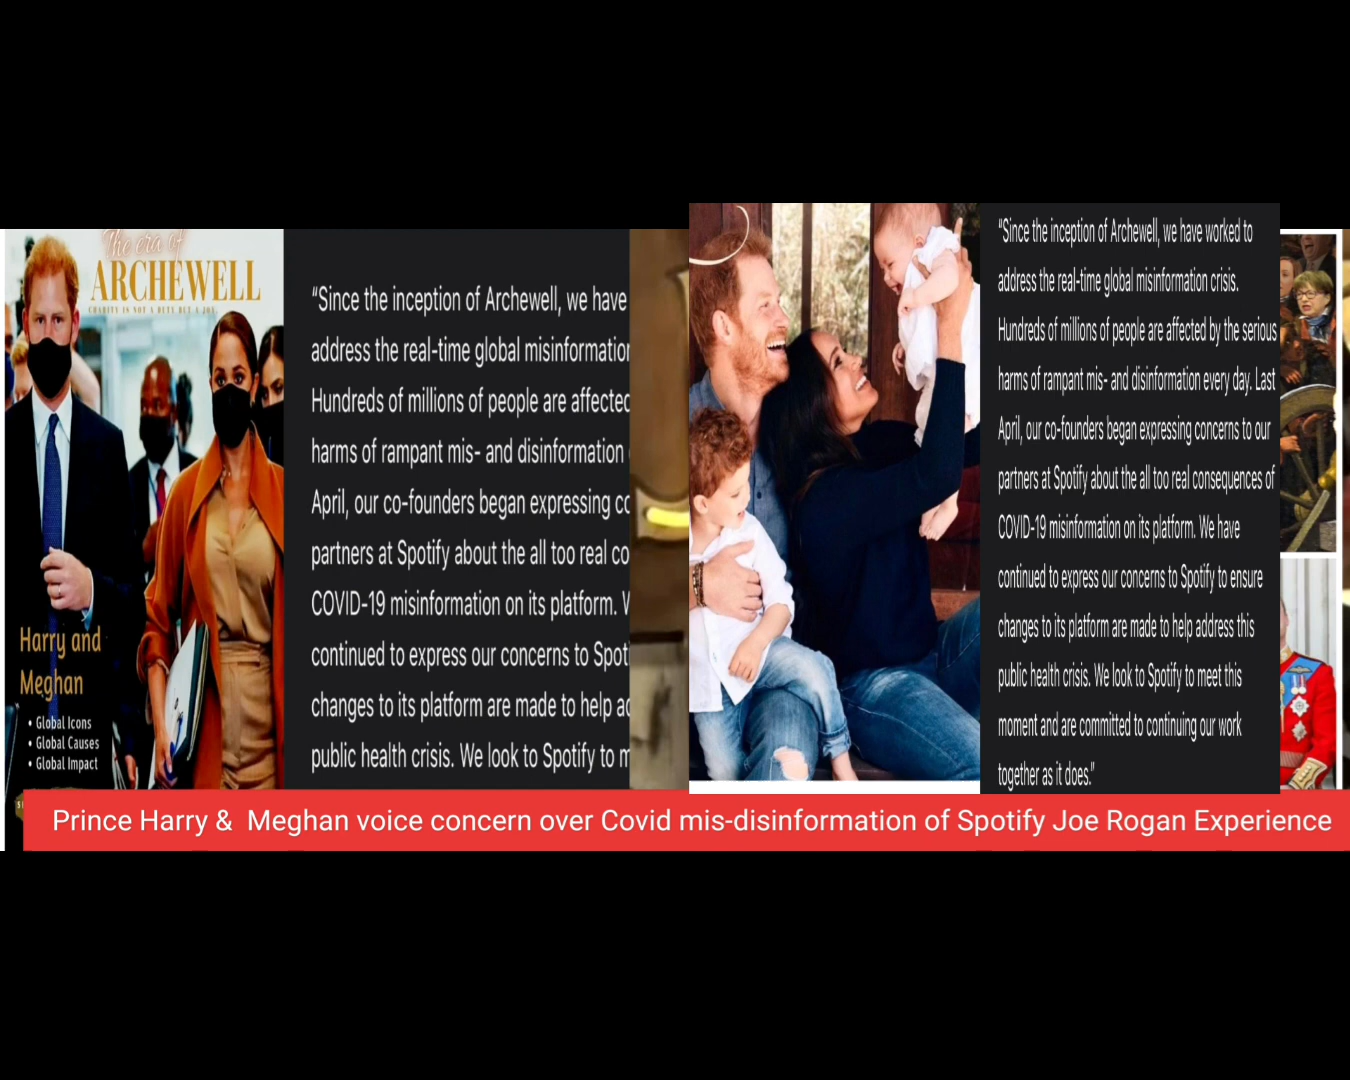 The era of
ARCHEWELL
CHARITY IS NOT A DUTY BUT A JOY
Harry and
Meghan
• Global Icons
• Global Causes
• Global Impact
“Since the inception of Archewell, we have
address the real-time global misinformation
Hundreds of millions of people are affected
harms of rampant mis- and disinformation
April, our co-founders began expressing co
partners at Spotify about the all too real co
COVID-19 misinformation on its platform. W
continued to express our concerns to Spoti
changes to its platform are made to help ad
public health crisis. We look to Spotify to m
“Since the inception of Archewell, we have worked to
address the real-time global misinformation crisis.
Hundreds of millions of people are affected by the serious
harms of rampant mis- and disinformation every day. Last
April, our co-founders began expressing concerns to our
partners at Spotify about the all too real consequences of
COVID-19 misinformation on its platform. We have
continued to express our concerns to Spotify to ensure
changes to its platform are made to help address this
public health crisis. We look to Spotify to meet this
moment and are committed to continuing our work
together as it does.”
Prince Harry & Meghan voice concern over Covid mis-disinformation of Spotify Joe Rogan Experience